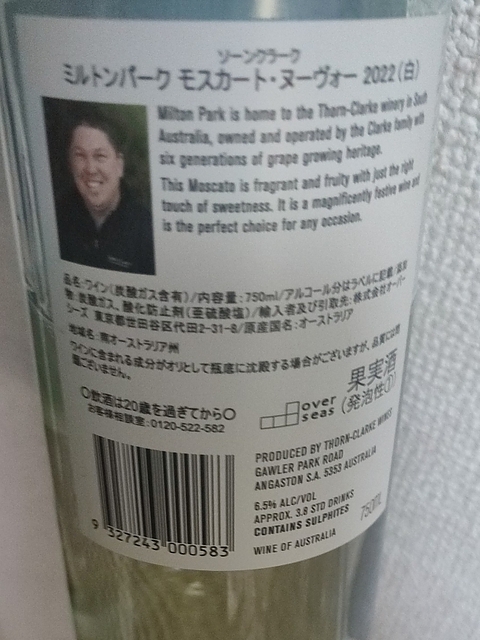 ソーンクラーク
ミルトンパーク モスカート・ヌーヴォー 2022(白)
Milton Park is home to the Thorn-Clarke winery in South
Australia, owned and operated by the Clarke family with
six generations of grape growing heritage.
This Moscato is fragrant and fruity with just the right
touch of sweetness. It is a magnificently festive wine and
is the perfect choice for any occasion.
品名:ワイン(炭酸ガス含有)/内容量:750ml/アルコール分はラベルに記載/添加
物:炭酸ガス、酸化防止剤(亜硫酸塩)/輸入者及び引取先:株式会社オーバー
シーズ 東京都世田谷区代田2-31-8/原産国名:オーストラリア
地域名:南オーストラリア州
ワインに含まれる成分がオリとして瓶底に沈殿する場合がございますが、品質には問
題ございません。
果実酒
(発泡性①)
〇飲酒は20歳を過ぎてから〇
お客様相談室:0120-522-582
over
seas
PRODUCED BY THORN-CLARKE WINES
GAWLER PARK ROAD
ANGASTON S.A. 5353 AUSTRALIA
6.5% ALC/VOL
APPROX. 3.8 STD DRINKS
CONTAINS SULPHITES
750ML
WINE OF AUSTRALIA
9 327243 000583